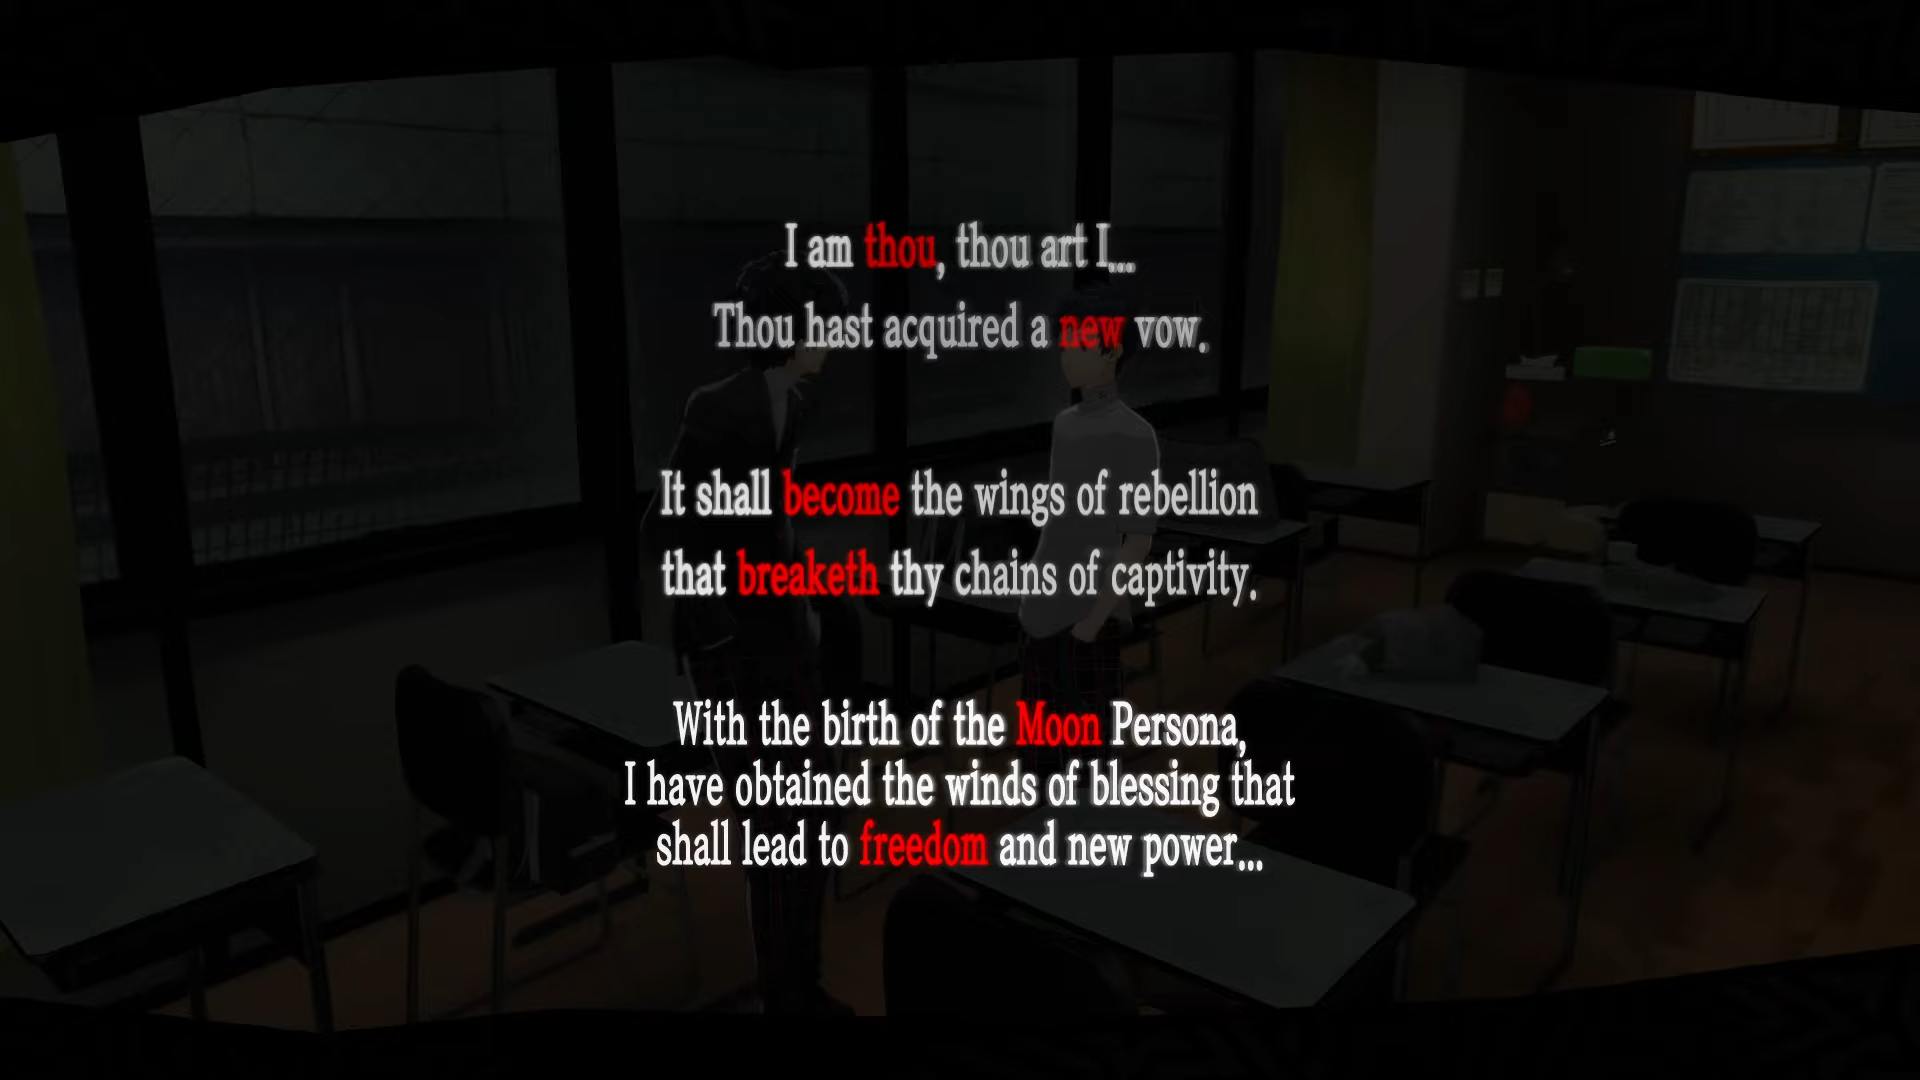 I am thou, thou art I...
Thou hast acquired a new vow.
It shall become the wings of rebellion
that breaketh thy chains of captivity.
With the birth of the Moon Persona,
I have obtained the winds of blessing that
shall lead to freedom and new power...